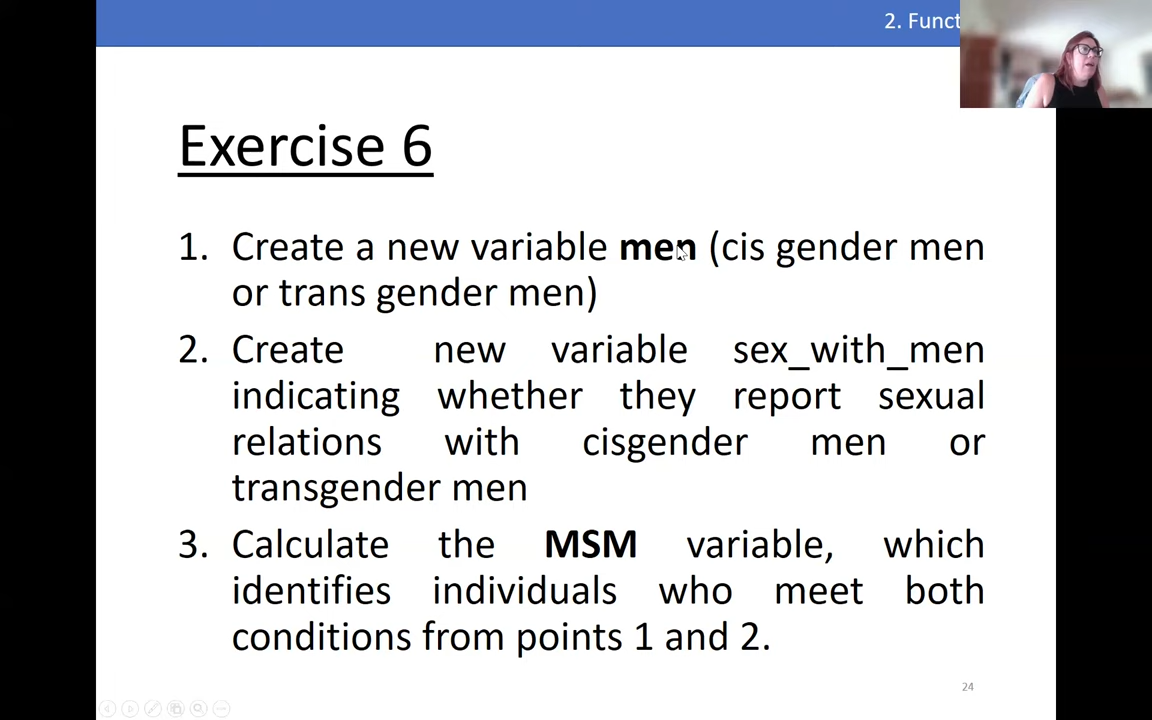 2. Funct
Exercise 6
1. Create a new variable men (cis gender men
or trans gender men)
2. Create new variable sex_with_men
indicating whether they report sexual
relations with cisgender men or
transgender men
3. Calculate the MSM variable, which
identifies individuals who meet both
conditions from points 1 and 2.
24